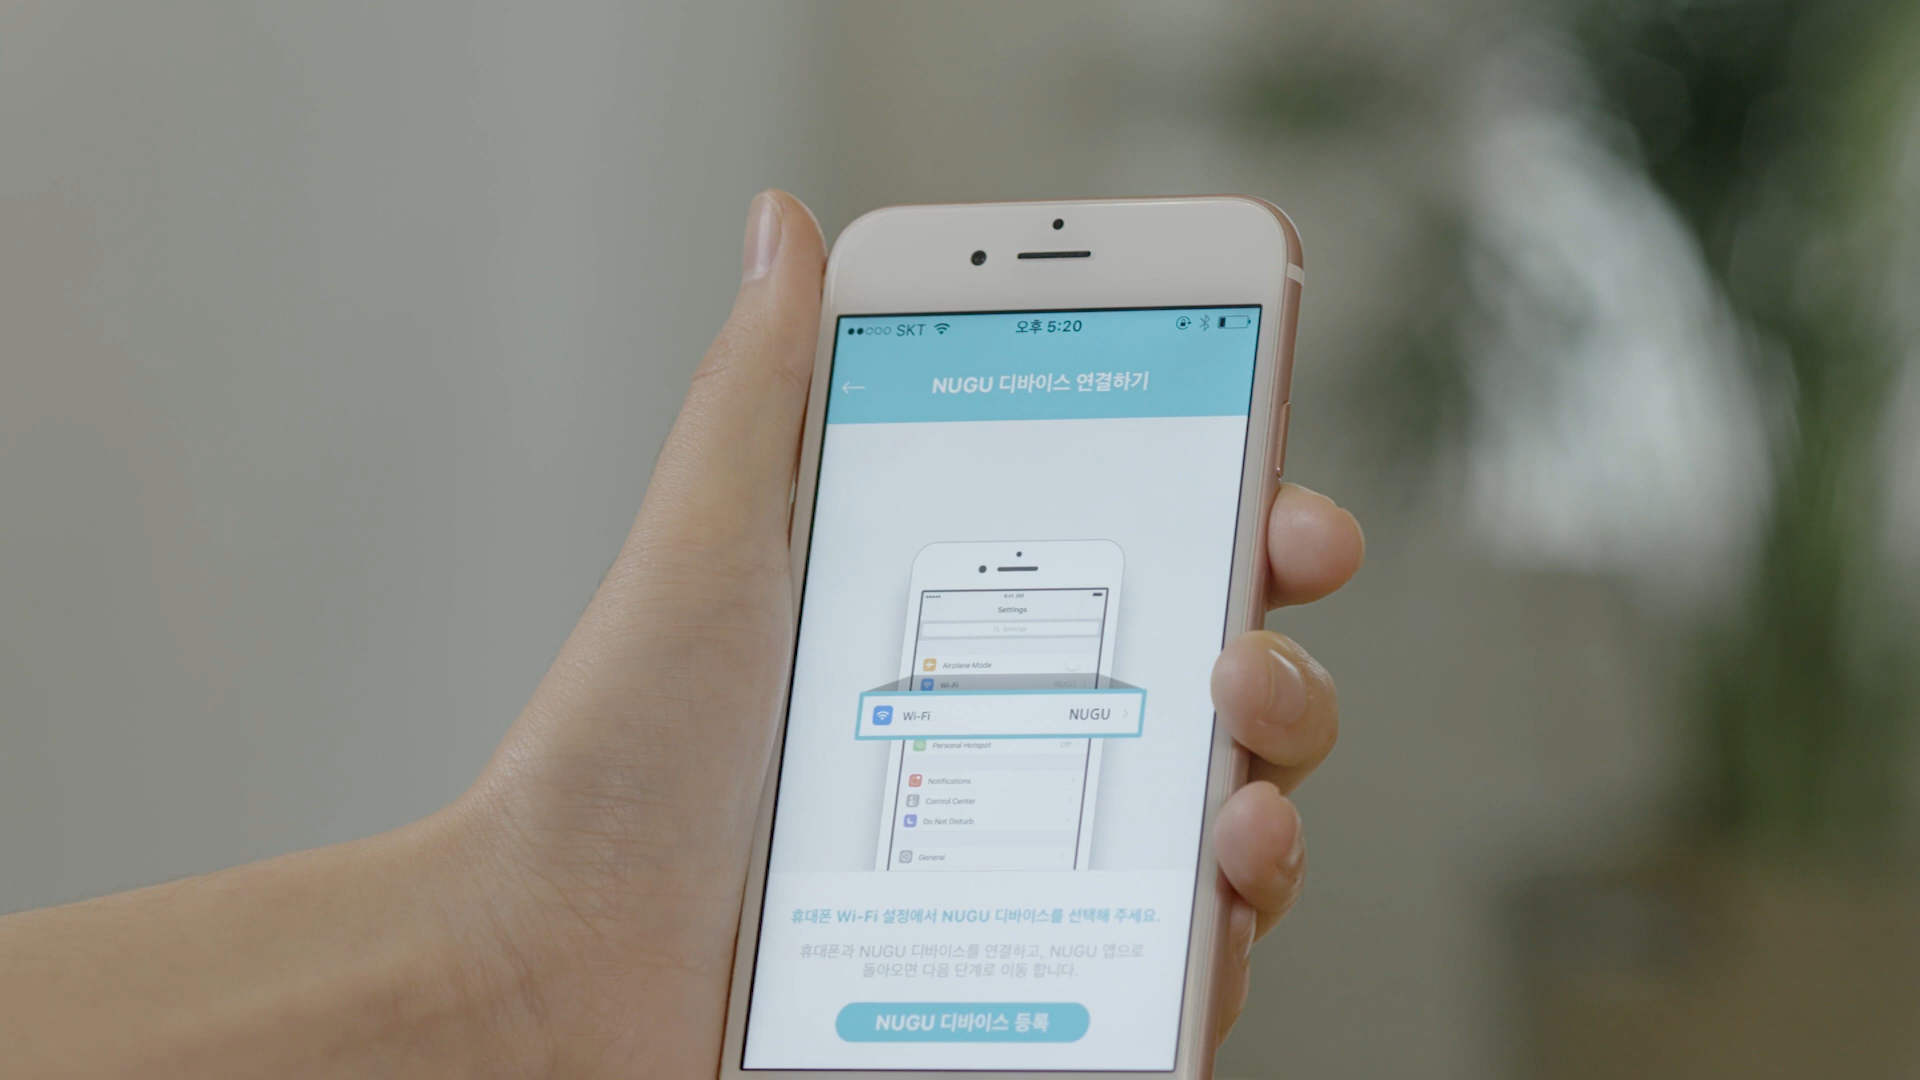 SKT
오후 5:20
NUGU 디바이스 연결하기
Settings
Airplane Mode
Wi-Fi
Wi-Fi NUGU
Personal Hotspot Off
Notifications
Control Center
Do Not Disturb
General
휴대폰 Wi-Fi 설정에서 NUGU 디바이스를 선택해 주세요.
휴대폰과 NUGU 디바이스를 연결하고, NUGU 앱으로
돌아오면 다음 단계로 이동 합니다.
NUGU 디바이스 등록